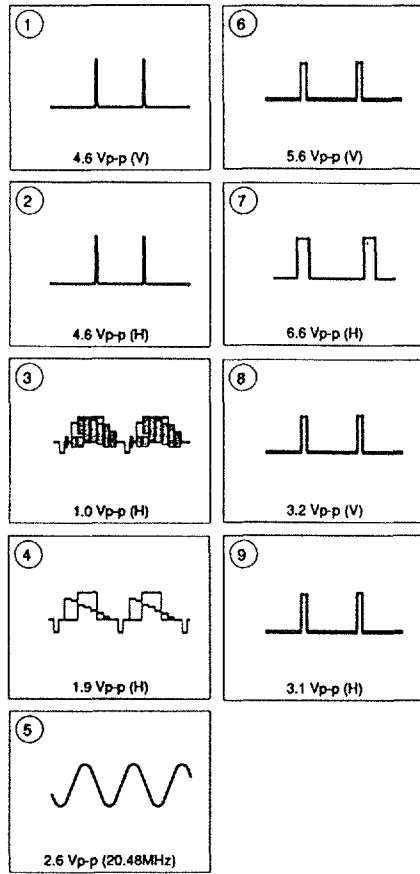 1
4.6 Vp-p (V)
2
4.6 Vp-p (H)
3
1.0 Vp-p (H)
4
1.9 Vp-p (H)
5
2.6 Vp-p (20.48MHz)
6
5.6 Vp-p (V)
7
6.6 Vp-p (H)
8
3.2 Vp-p (V)
9
3.1 Vp-p (H)